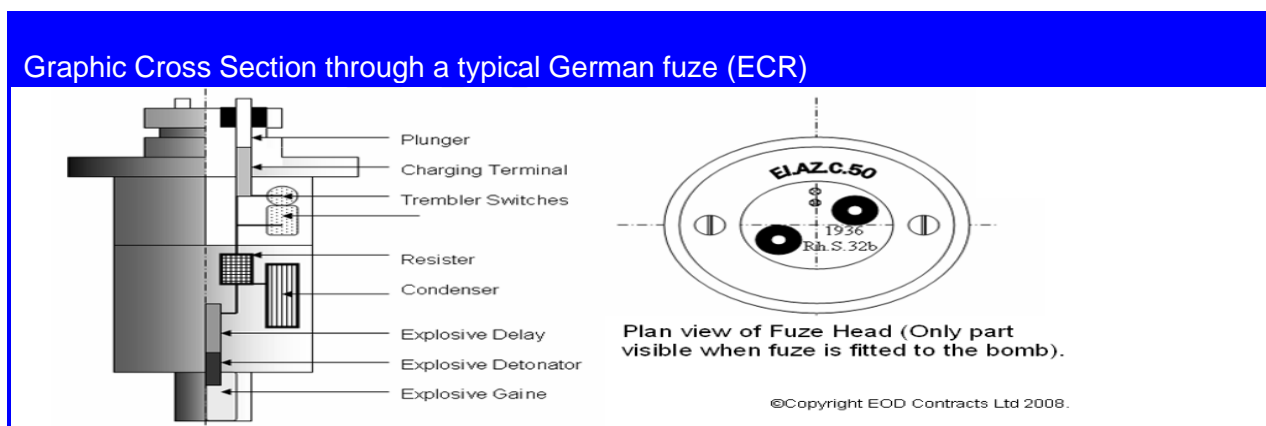 Graphic Cross Section through a typical German fuze (ECR)
Plunger
Charging Terminal
Trembler Switches
Resister
Condenser
Explosive Delay
Explosive Detonator
Explosive Gaine
El.AZ.C.50
1936
Rh.S.32b
Plan view of Fuze Head (Only part
visible when fuze is fitted to the bomb).
©Copyright EOD Contracts Ltd 2008.